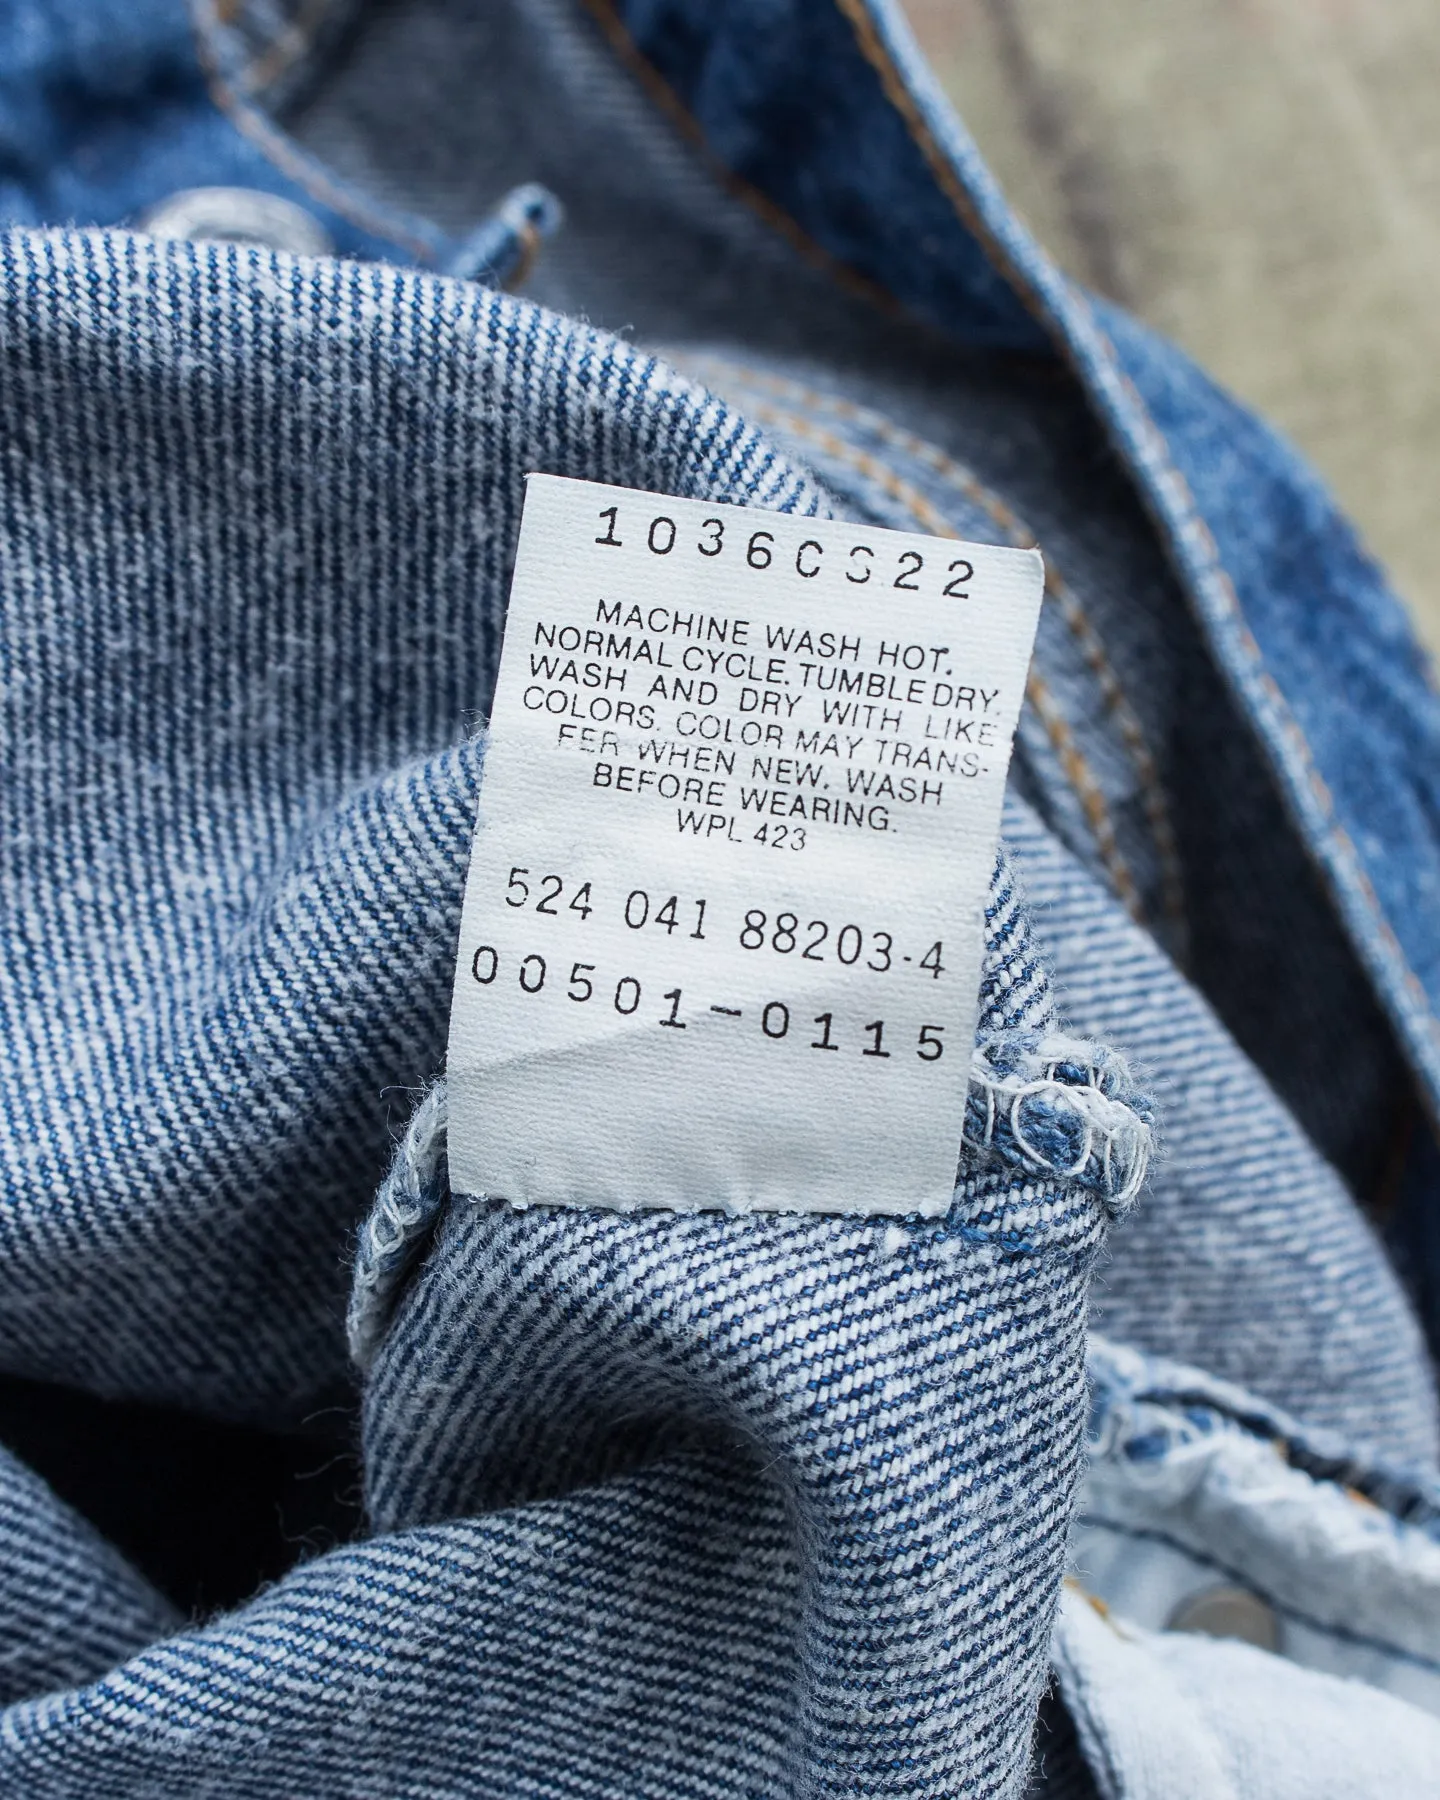 10360322
MACHINE WASH HOT.
NORMAL CYCLE. TUMBLE DRY.
WASH AND DRY WITH LIKE
COLORS. COLOR MAY TRANS-
FER WHEN NEW. WASH
BEFORE WEARING.
WPL 423
524 041 88203-4
00501-0115